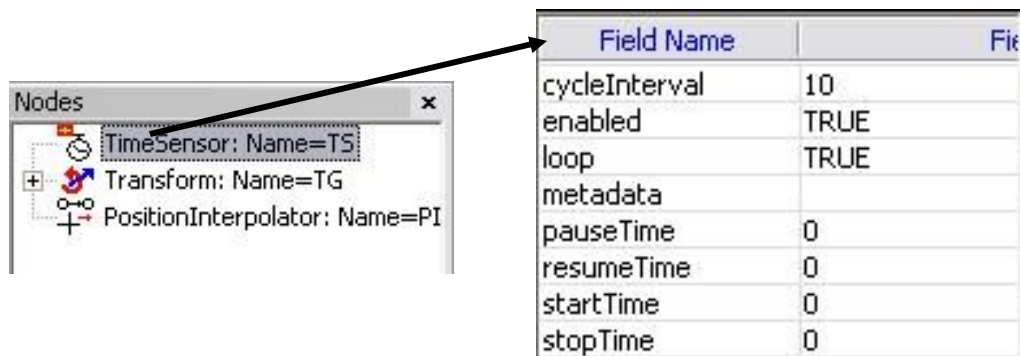 Nodes
TimeSensor: Name=TS
Transform: Name=TG
PositionInterpolator: Name=PI
Field Name Fie
cycleInterval 10
enabled TRUE
loop TRUE
metadata
pauseTime 0
resumeTime 0
startTime 0
stopTime 0